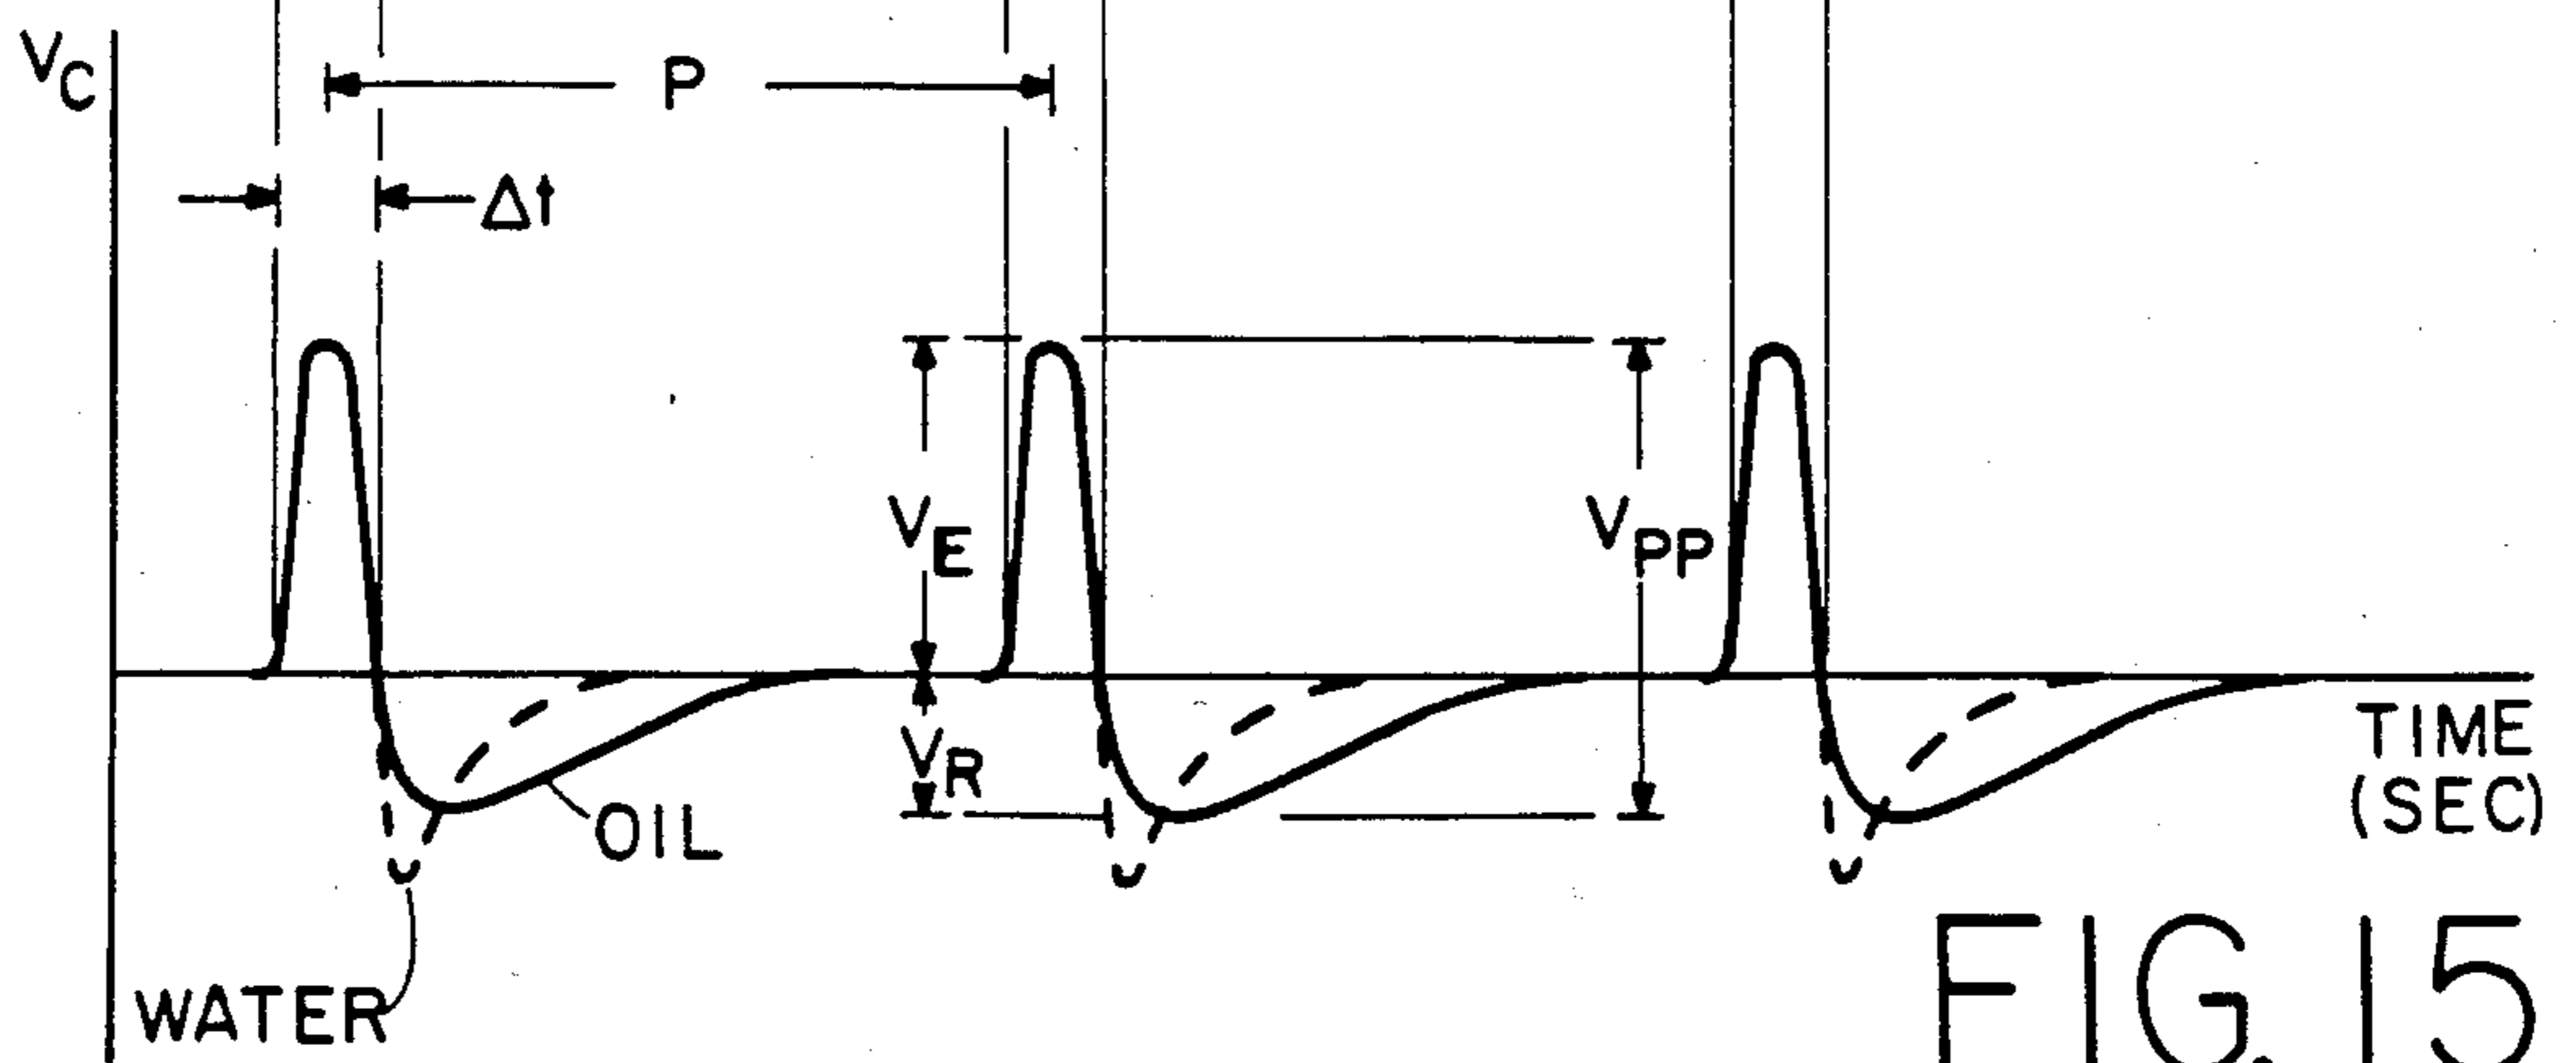 VC
P
Δt
VE
VPP
VR
TIME
(SEC)
OIL
WATER
FIG. 15